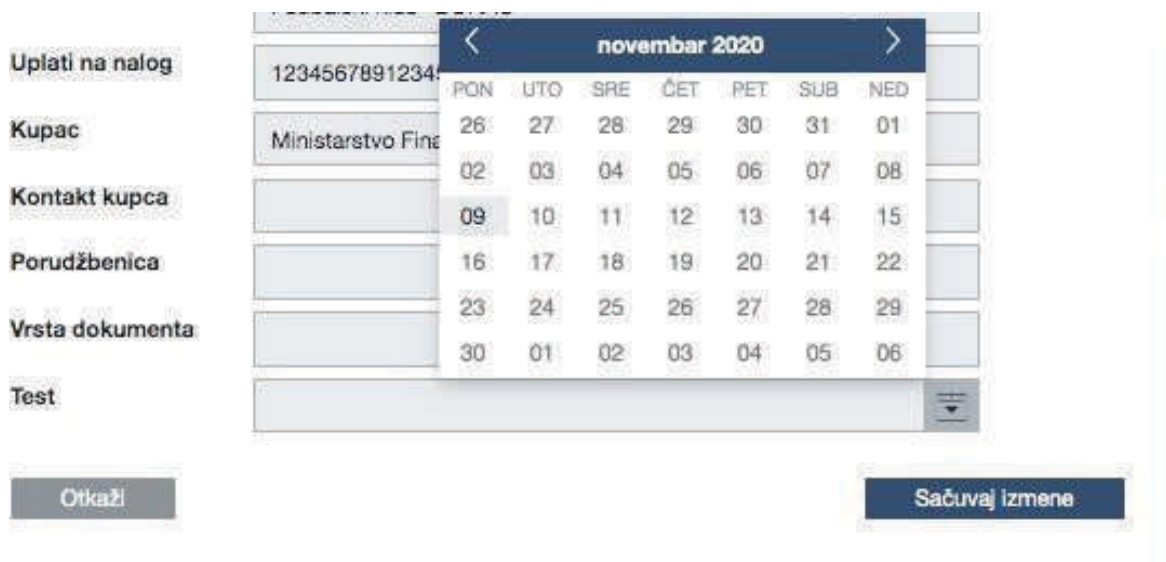 Uplati na nalog
12345678912345
novembar 2020
PON UTO SRE ČET PET SUB NED
26 27 28 29 30 31 01
Kupac
Ministarstvo Fina
02 03 04 05 06 07 08
Kontakt kupca
09 10 11 12 13 14 15
Porudžbenica
16 17 18 19 20 21 22
23 24 25 26 27 28 29
Vrsta dokumenta
30 01 02 03 04 05 06
Test
Otkaži
Sačuvaj izmene